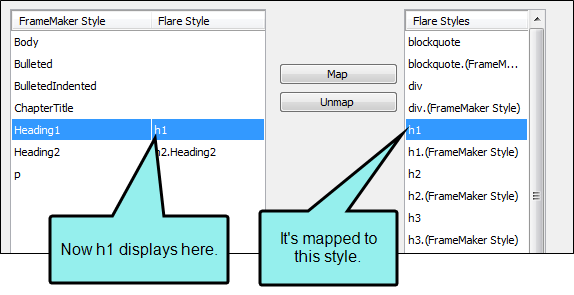 FrameMaker Style Flare Style
Body
Bulleted
BulletedIndented
ChapterTitle
Heading1 h1
Heading2 h2.Heading2
p
Map
Unmap
Flare Styles
blockquote
blockquote.(FrameM...
div
div.(FrameMaker Style)
h1
h1.(FrameMaker Style)
h2
h2.(FrameMaker Style)
h3
h3.(FrameMaker Style)
Now h1 displays here.
It's mapped to
this style.